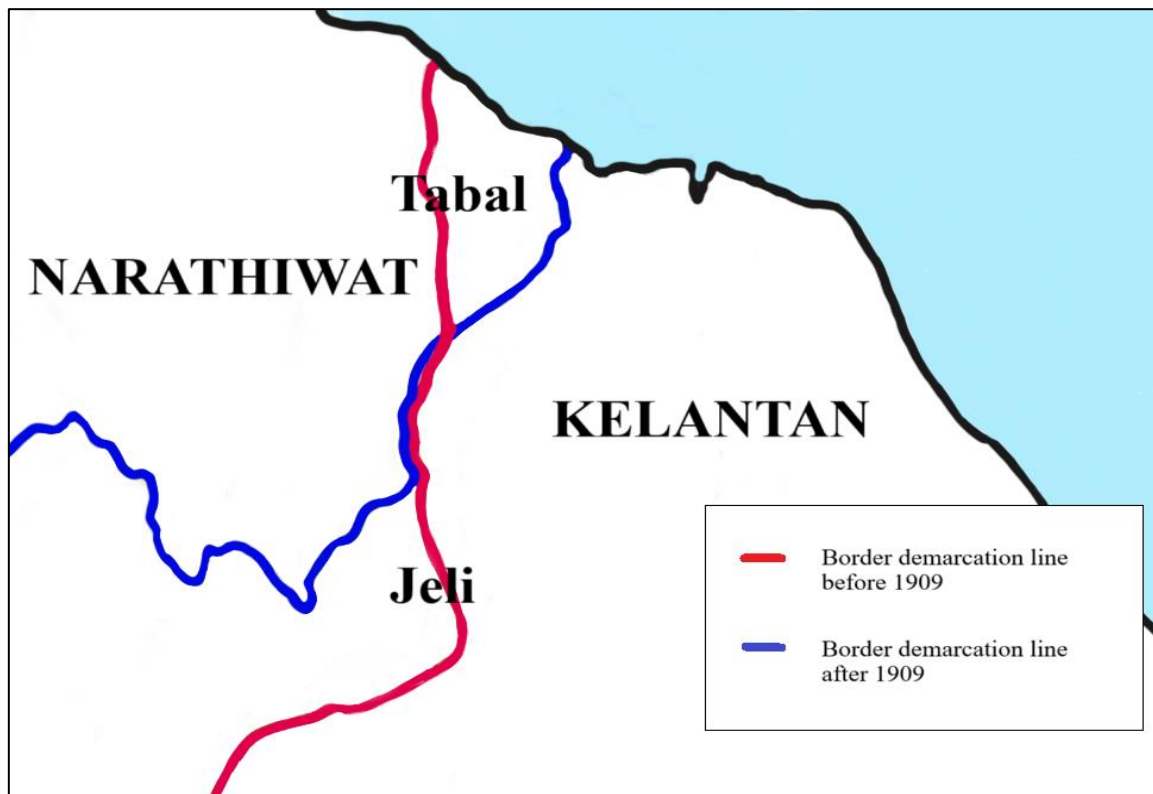 Tabal
NARATHIWAT
KELANTAN
Jeli
Border demarcation line
before 1909
Border demarcation line
after 1909